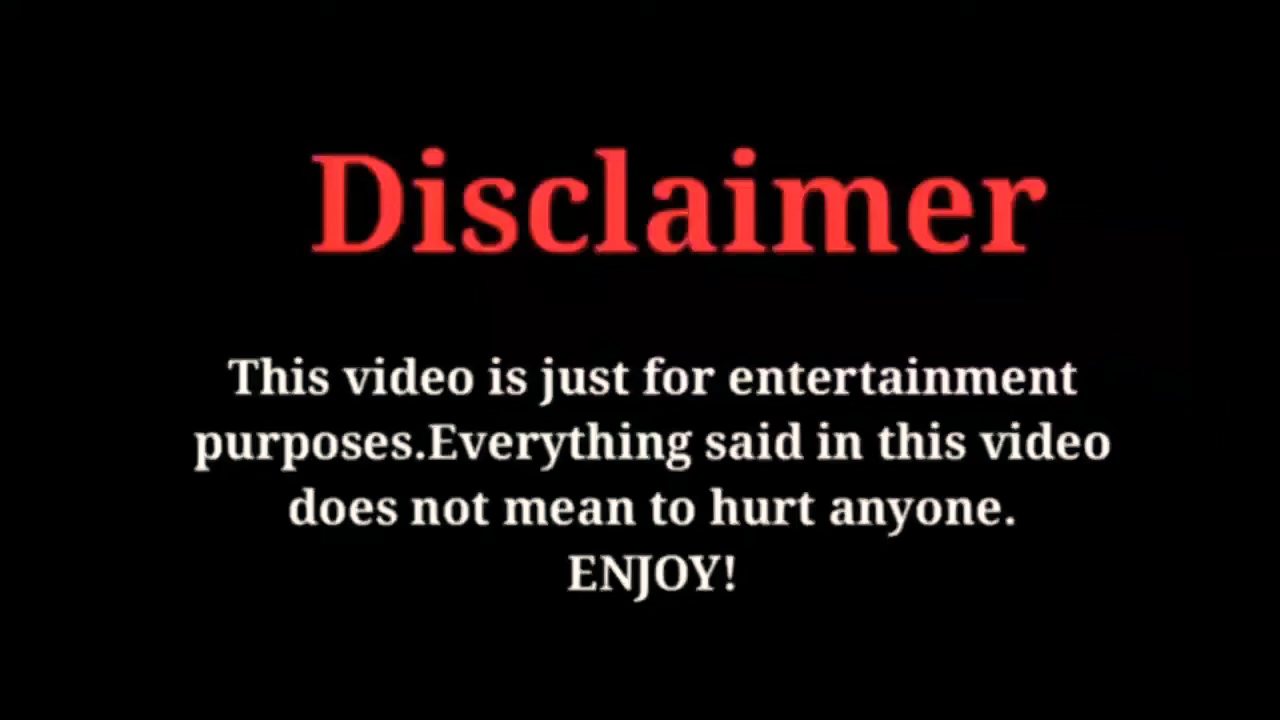 Disclaimer
This video is just for entertainment
purposes.Everything said in this video
does not mean to hurt anyone.
ENJOY!